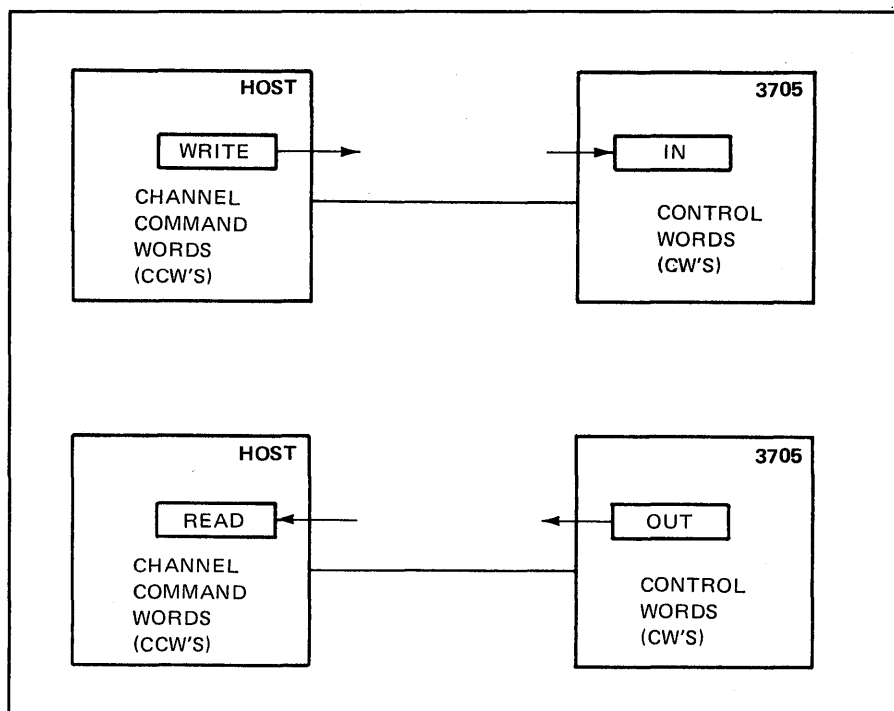 HOST
WRITE
CHANNEL
COMMAND
WORDS
(CCW'S)
3705
IN
CONTROL
WORDS
(CW'S)
HOST
READ
CHANNEL
COMMAND
WORDS
(CCW'S)
3705
OUT
CONTROL
WORDS
(CW'S)